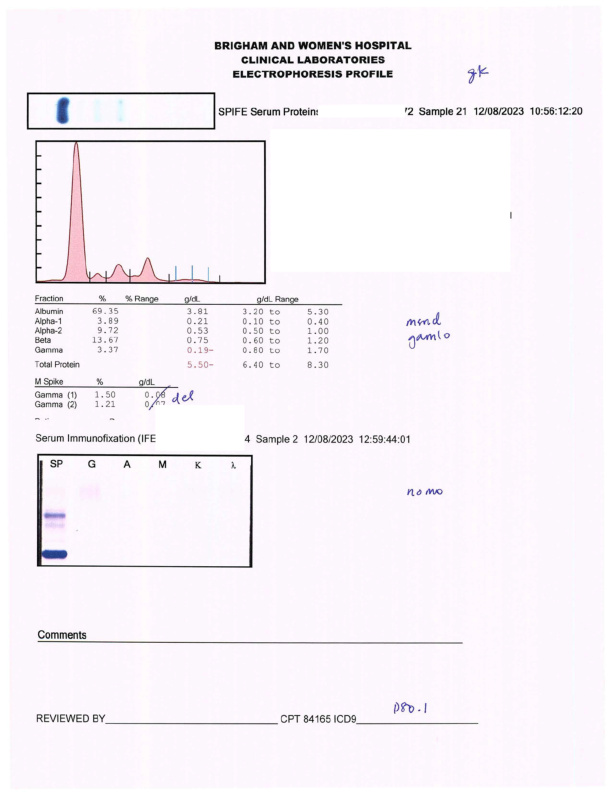 BRIGHAM AND WOMEN'S HOSPITAL
CLINICAL LABORATORIES
ELECTROPHORESIS PROFILE
gk
SPIFE Serum Proteins '2 Sample 21 12/08/2023 10:56:12:20
Fraction % % Range g/dL g/dL Range
Albumin 69.35 3.81 3.20 to 5.30
Alpha-1 3.89 0.21 0.10 to 0.40
Alpha-2 9.72 0.53 0.50 to 1.00
Beta 13.67 0.75 0.60 to 1.20
Gamma 3.37 0.19- 0.80 to 1.70
Total Protein 5.50- 6.40 to 8.30
msnd
gamlo
M Spike % g/dL
Gamma (1) 1.50 0.08
Gamma (2) 1.21 0.07
del
Serum Immunofixation (IFE 4 Sample 2 12/08/2023 12:59:44:01
SP G A M K λ
no mo
Comments
D80.1
REVIEWED BY CPT 84165 ICD9